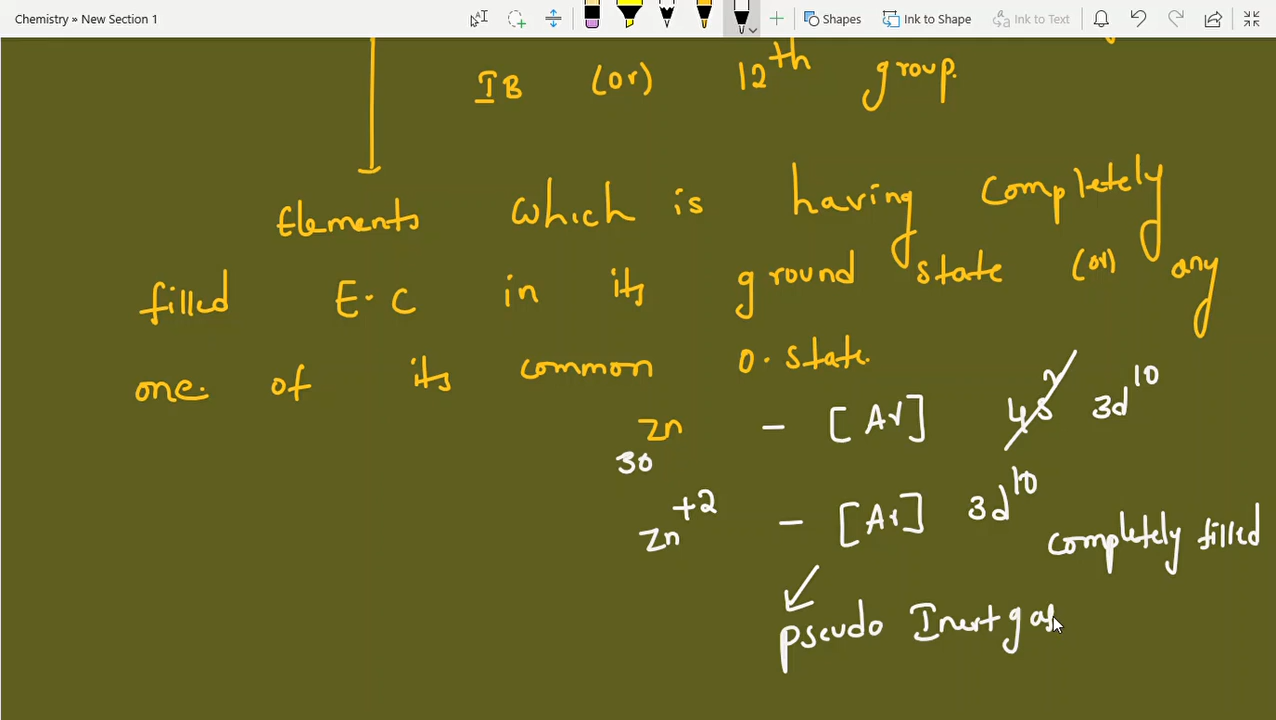 Chemistry » New Section 1
Shapes
Ink to Shape
Ink to Text
IB (or) 12th group.
Elements which is having completely
filled E.C in its ground state (or) any
one. of its common O.state.
30Zn - [Ar] 4s² 3d¹⁰
Zn⁺² - [Ar] 3d¹⁰ completely filled
pseudo Inert gas